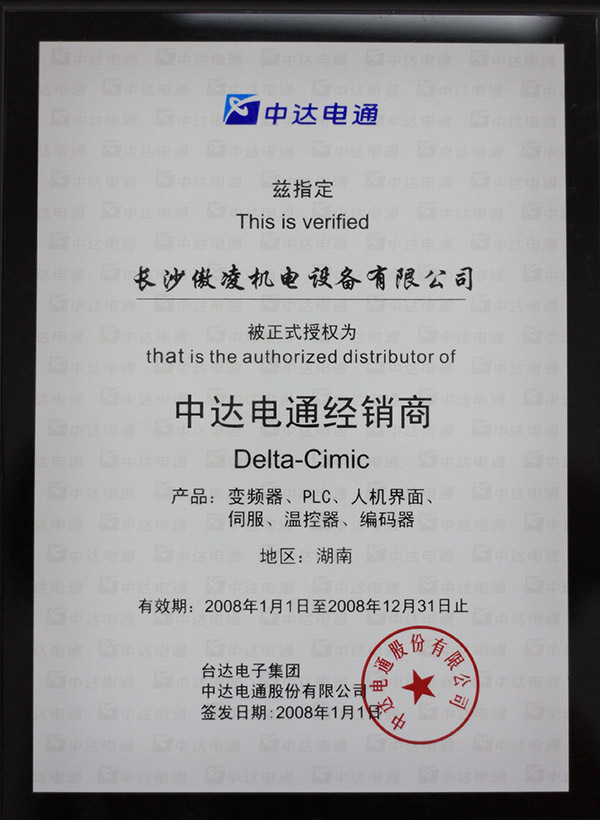 中达电通
兹指定
This is verified
长沙傲凌机电设备有限公司
被正式授权为
that is the authorized distributor of
中达电通经销商
Delta-Cimic
产品：变频器、PLC、人机界面、
伺服、温控器、编码器
地区：湖南
有效期：2008年1月1日至2008年12月31日止
台达电子集团
中达电通股份有限公司
签发日期:2008年1月1日
中达电通股份有限公司